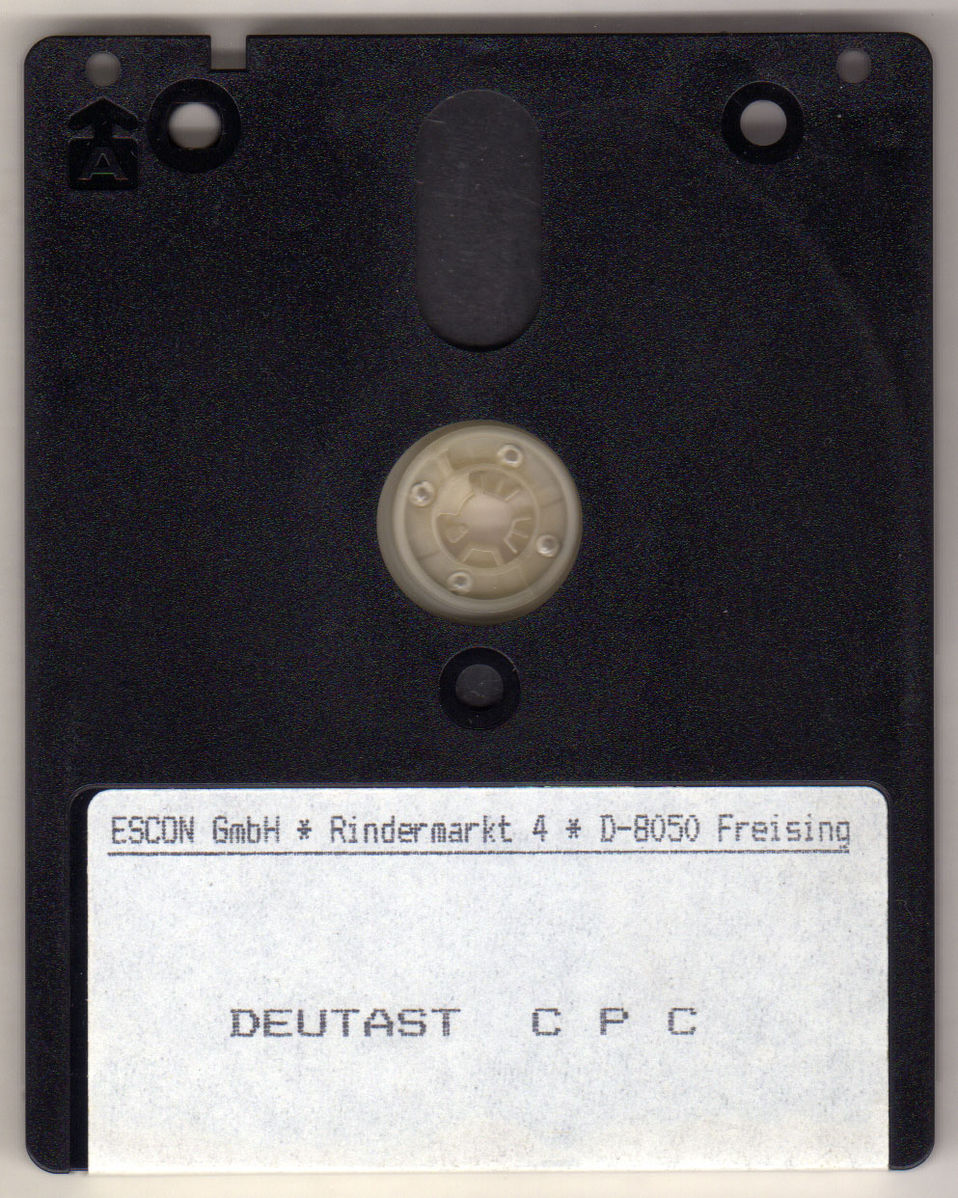 A
ESCON GmbH * Rindermarkt 4 * D-8050 Freising
DEUTAST C P C